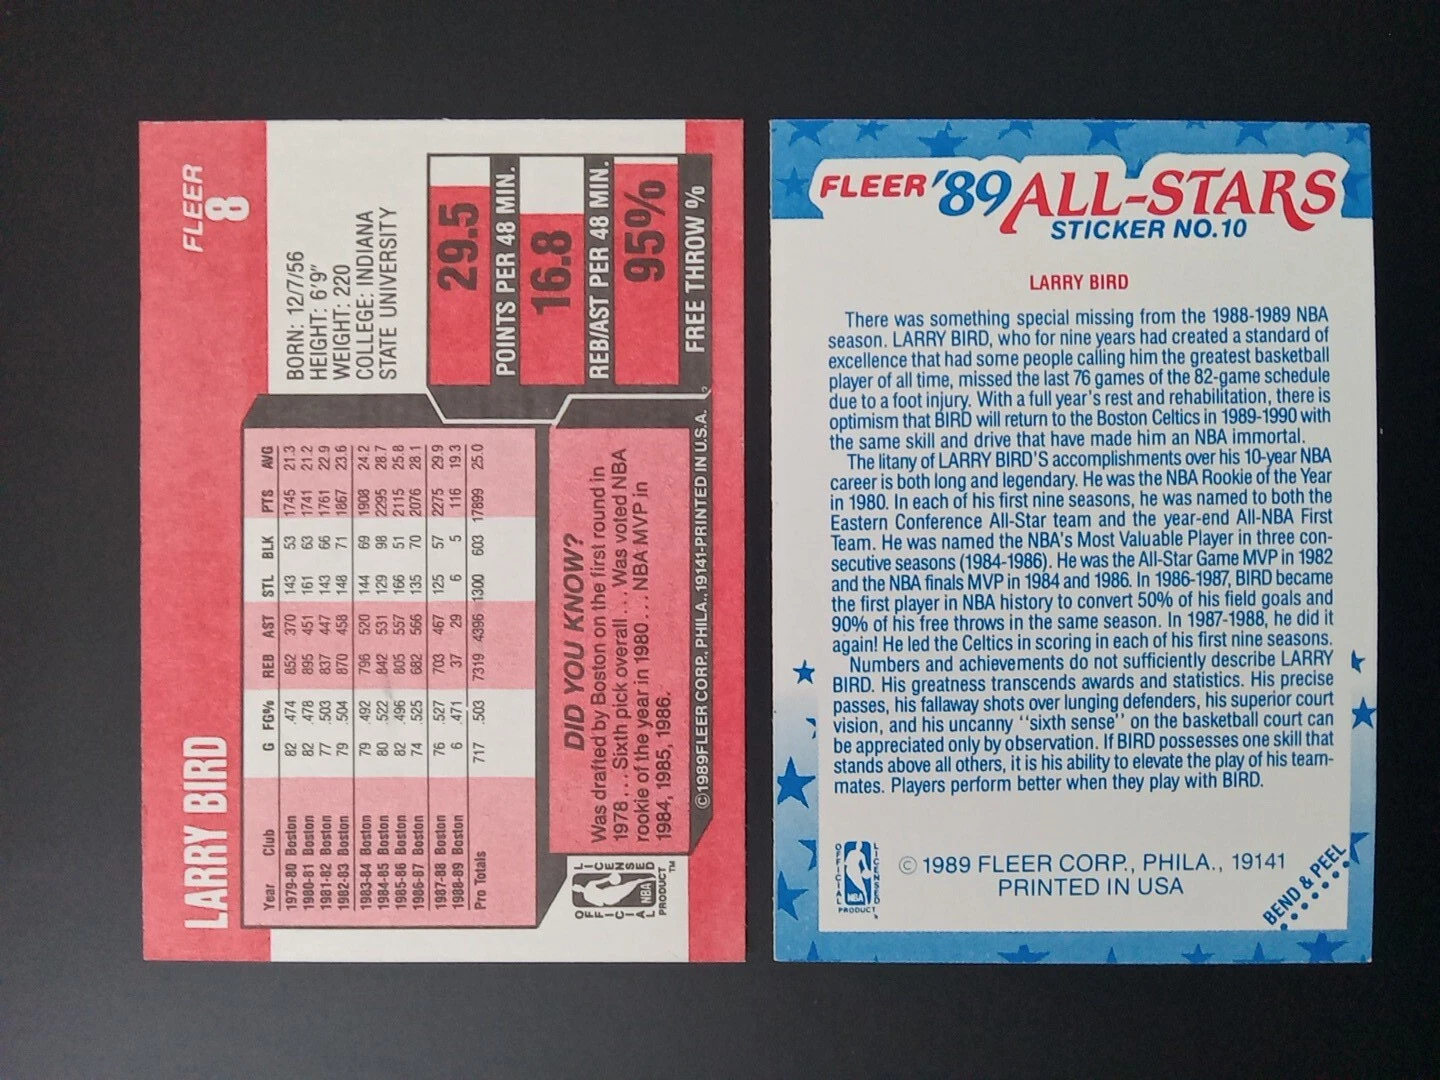 FLEER
8
LARRY BIRD
BORN: 12/7/56
HEIGHT: 6'9"
WEIGHT: 220
COLLEGE: INDIANA
STATE UNIVERSITY
29.5
POINTS PER 48 MIN.
16.8
REB/AST PER 48 MIN.
95%
FREE THROW %
Year Club G FG% REB AST STL BLK PTS AVG
1979-80 Boston 82 .474 852 370 143 53 1745 21.3
1980-81 Boston 82 .478 895 451 161 63 1741 21.2
1981-82 Boston 77 .503 837 447 143 66 1761 22.9
1982-83 Boston 79 .504 870 458 148 71 1867 23.6
1983-84 Boston 79 .492 796 520 144 69 1908 24.2
1984-85 Boston 80 .522 842 531 129 98 2295 28.7
1985-86 Boston 82 .496 805 557 166 51 2115 25.8
1986-87 Boston 74 .525 682 566 135 70 2076 28.1
1987-88 Boston 76 .527 703 467 125 57 2275 29.9
1988-89 Boston 6 .471 37 29 6 5 116 19.3
Pro Totals 717 .503 7319 4396 1300 603 17899 25.0
DID YOU KNOW?
Was drafted by Boston on the first round in
1978 . . . Sixth pick overall . . . Was voted NBA
rookie of the year in 1980 . . . NBA MVP in
1984, 1985, 1986.
©1989 FLEER CORP., PHILA., 19141-PRINTED IN U.S.A.
OFFICIAL LICENSED
NBA
PRODUCT™
FLEER '89 ALL-STARS
STICKER NO.10
LARRY BIRD
There was something special missing from the 1988-1989 NBA
season. LARRY BIRD, who for nine years had created a standard of
excellence that had some people calling him the greatest basketball
player of all time, missed the last 76 games of the 82-game schedule
due to a foot injury. With a full year's rest and rehabilitation, there is
optimism that BIRD will return to the Boston Celtics in 1989-1990 with
the same skill and drive that have made him an NBA immortal.
The litany of LARRY BIRD'S accomplishments over his 10-year NBA
career is both long and legendary. He was the NBA Rookie of the Year
in 1980. In each of his first nine seasons, he was named to both the
Eastern Conference All-Star team and the year-end All-NBA First
Team. He was named the NBA's Most Valuable Player in three con-
secutive seasons (1984-1986). He was the All-Star Game MVP in 1982
and the NBA finals MVP in 1984 and 1986. In 1986-1987, BIRD became
the first player in NBA history to convert 50% of his field goals and
90% of his free throws in the same season. In 1987-1988, he did it
again! He led the Celtics in scoring in each of his first nine seasons.
Numbers and achievements do not sufficiently describe LARRY
BIRD. His greatness transcends awards and statistics. His precise
passes, his fallaway shots over lunging defenders, his superior court
vision, and his uncanny "sixth sense" on the basketball court can
be appreciated only by observation. If BIRD possesses one skill that
stands above all others, it is his ability to elevate the play of his team-
mates. Players perform better when they play with BIRD.
OFFICIAL LICENSED
NBA
PRODUCT
© 1989 FLEER CORP., PHILA., 19141
PRINTED IN USA
BEND & PEEL